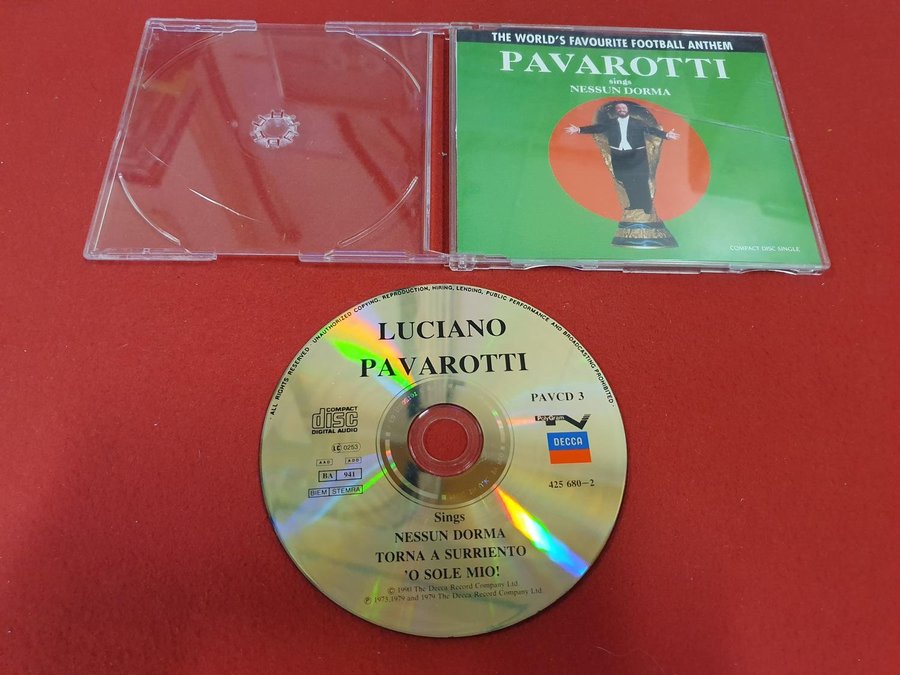 THE WORLD'S FAVOURITE FOOTBALL ANTHEM
PAVAROTTI
sings
NESSUN DORMA
COMPACT DISC SINGLE
ALL RIGHTS RESERVED · UNAUTHORIZED COPYING, REPRODUCTION, HIRING, LENDING, PUBLIC PERFORMANCE AND BROADCASTING PROHIBITED ·
LUCIANO
PAVAROTTI
PAVCD 3
COMPACT
disc
DIGITAL AUDIO
PolyGram
TV
DECCA
LC 0253
AAD ADD
BA 941
BIEM STEMRA
425 680-2
Sings
NESSUN DORMA
TORNA A SURRIENTO
'O SOLE MIO!
© 1990 The Decca Record Company Ltd
℗ 1973,1979 and 1979 The Decca Record Company Ltd